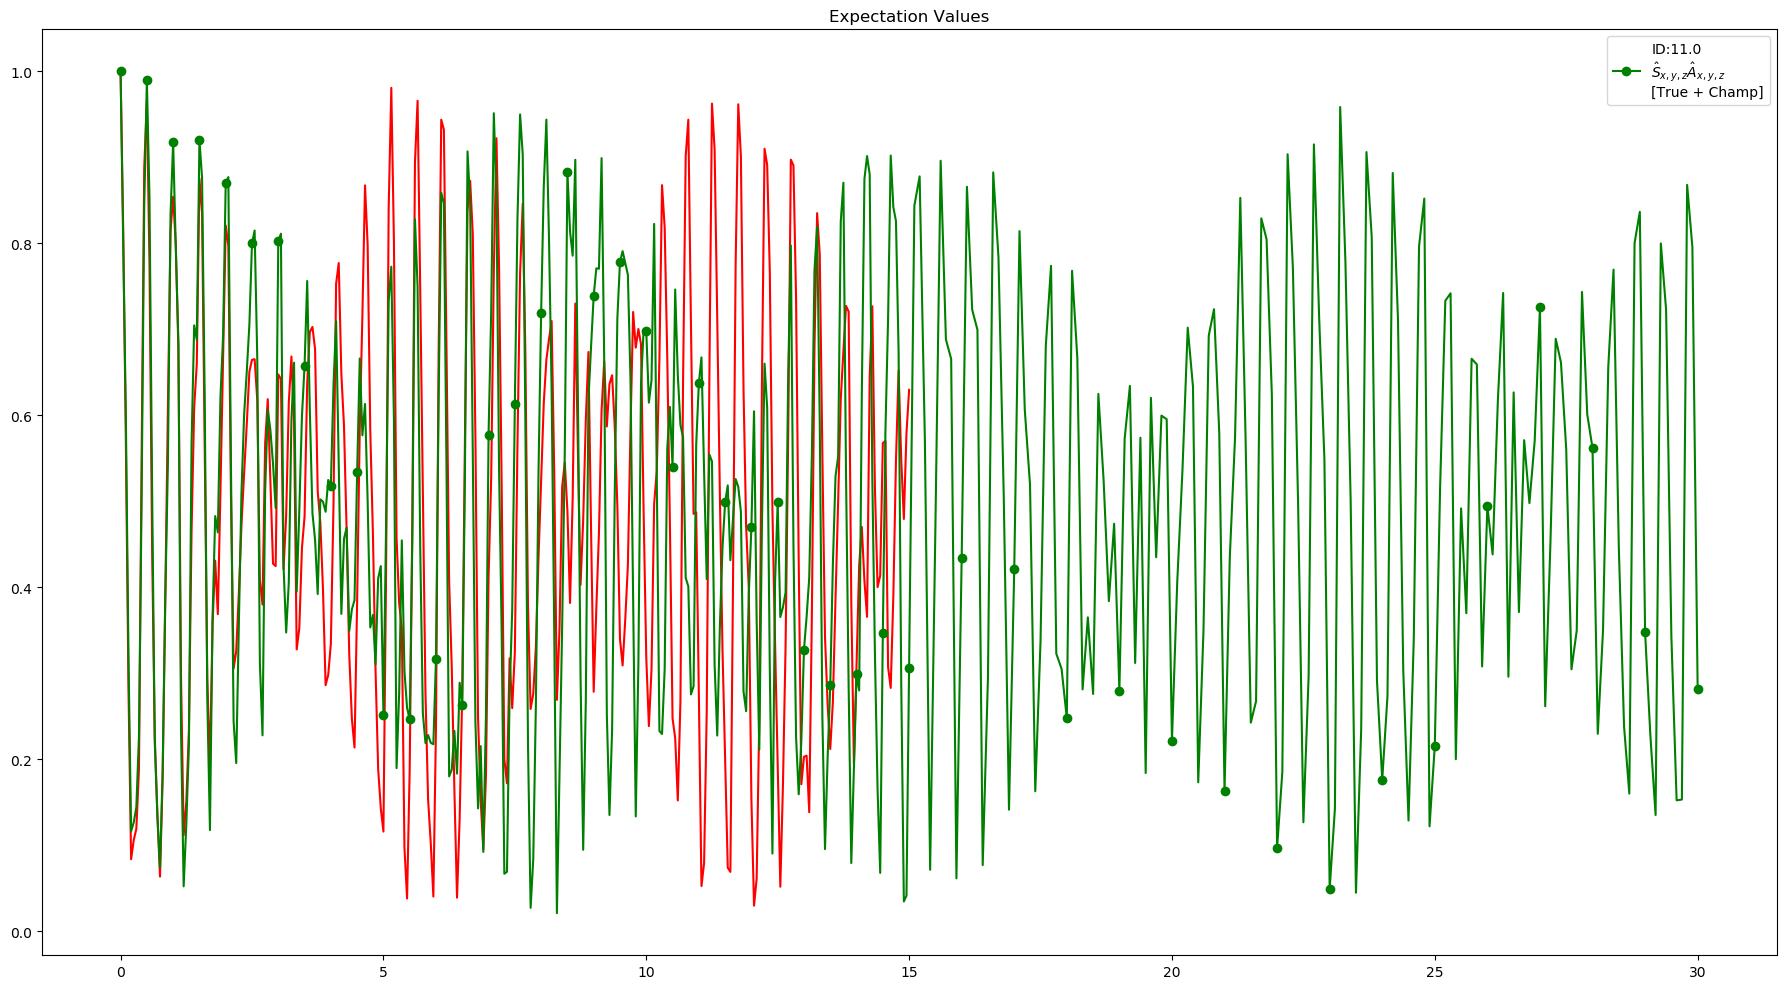 Expectation Values
ID:11.0
$\hat{S}_{x,y,z}\hat{A}_{x,y,z}$
[True + Champ]
1.0
0.8
0.6
0.4
0.2
0.0
0 5 10 15 20 25 30